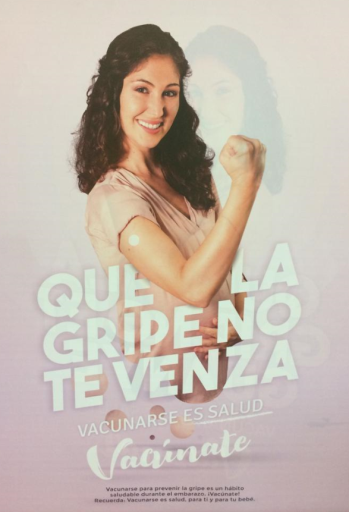 QUE LA
GRIPE NO
TE VENZA
VACUNARSE ES SALUD
Vacúnate
Vacunarse para prevenir la gripe es un hábito
saludable durante el embarazo. ¡Vacúnate!
Recuerda: Vacunarse es salud, para ti y para tu bebé.